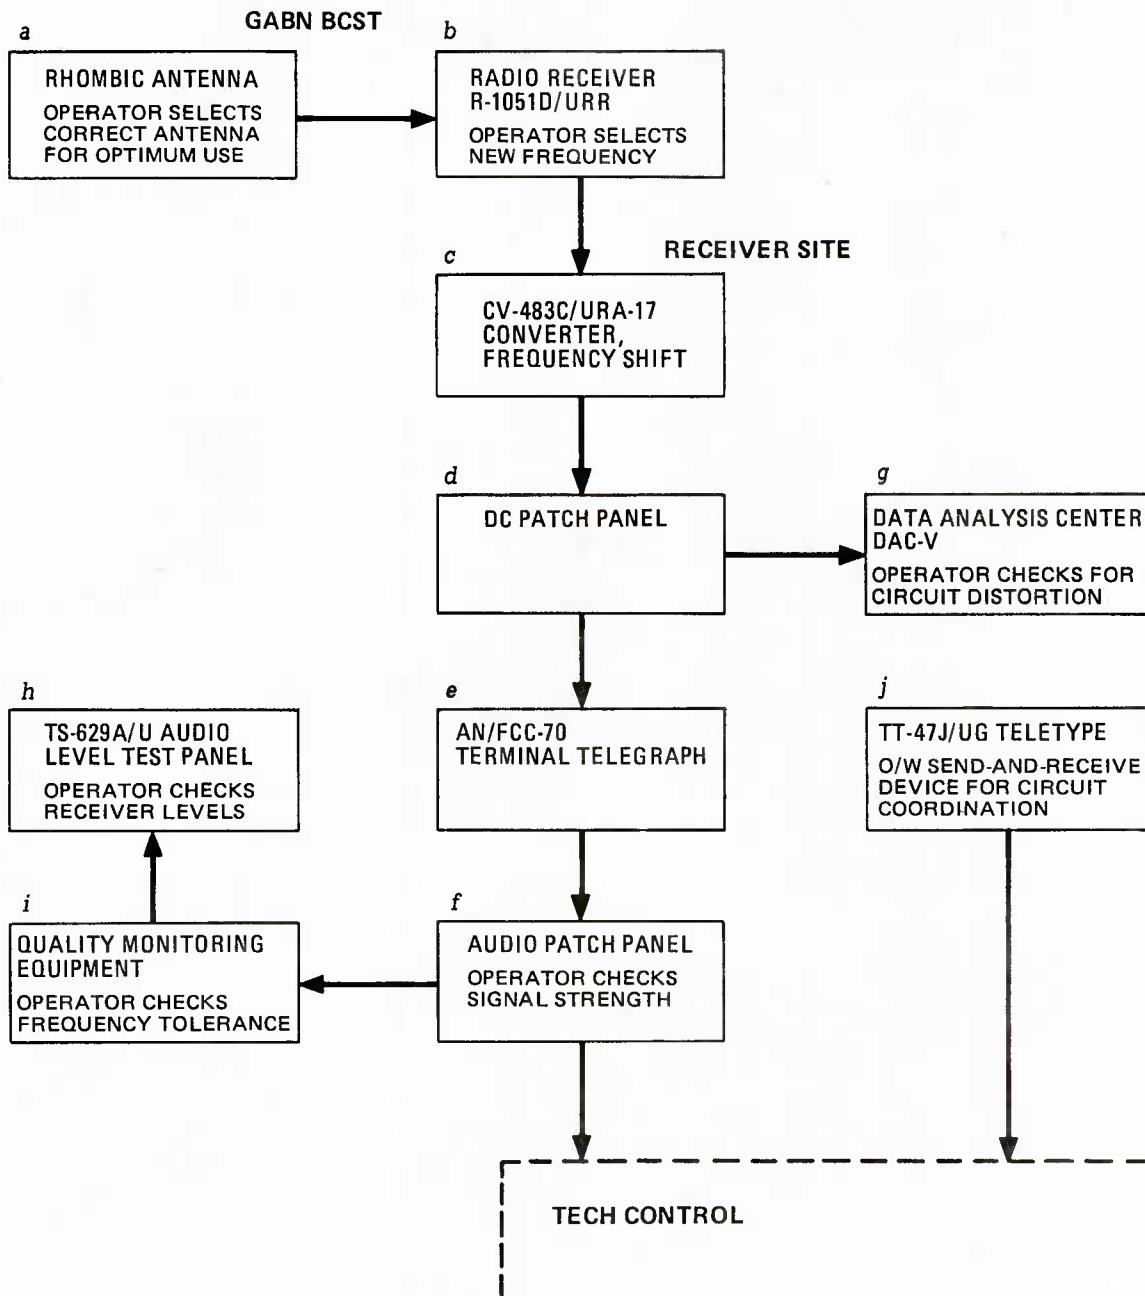 GABN BCST
a
RHOMBIC ANTENNA
OPERATOR SELECTS
CORRECT ANTENNA
FOR OPTIMUM USE
b
RADIO RECEIVER
R-1051D/URR
OPERATOR SELECTS
NEW FREQUENCY
RECEIVER SITE
c
CV-483C/URA-17
CONVERTER,
FREQUENCY SHIFT
d
DC PATCH PANEL
g
DATA ANALYSIS CENTER
DAC-V
OPERATOR CHECKS FOR
CIRCUIT DISTORTION
h
TS-629A/U AUDIO
LEVEL TEST PANEL
OPERATOR CHECKS
RECEIVER LEVELS
e
AN/FCC-70
TERMINAL TELEGRAPH
j
TT-47J/UG TELETYPE
O/W SEND-AND-RECEIVE
DEVICE FOR CIRCUIT
COORDINATION
i
QUALITY MONITORING
EQUIPMENT
OPERATOR CHECKS
FREQUENCY TOLERANCE
f
AUDIO PATCH PANEL
OPERATOR CHECKS
SIGNAL STRENGTH
TECH CONTROL